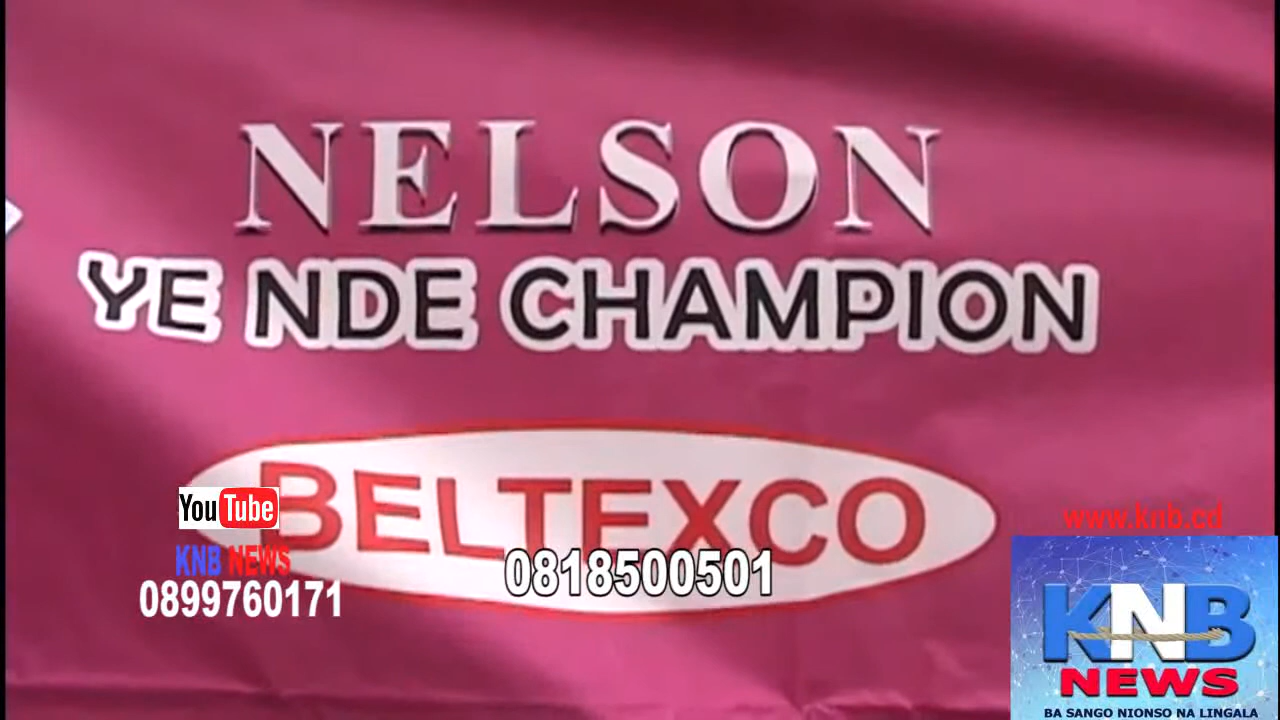 NELSON
YE NDE CHAMPION
BELTEXCO
YouTube
KNB NEWS
0899760171
0818500501
www.knb.cd
KNB
NEWS
BA SANGO NIONSO NA LINGALA